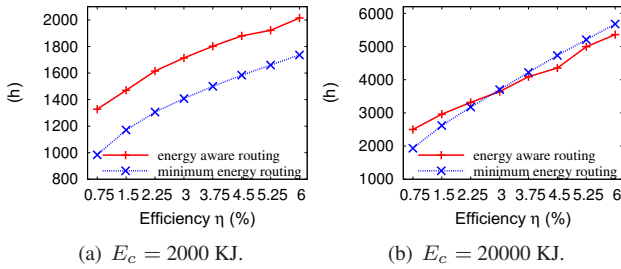 2000
1800
1600
1400
1200
1000
800
(h)
energy aware routing
minimum energy routing
0.75 1.5 2.25 3 3.75 4.5 5.25 6
Efficiency η (%)
(a) E_c = 2000 KJ.
6000
5000
4000
3000
2000
1000
(h)
energy aware routing
minimum energy routing
0.75 1.5 2.25 3 3.75 4.5 5.25 6
Efficiency η (%)
(b) E_c = 20000 KJ.